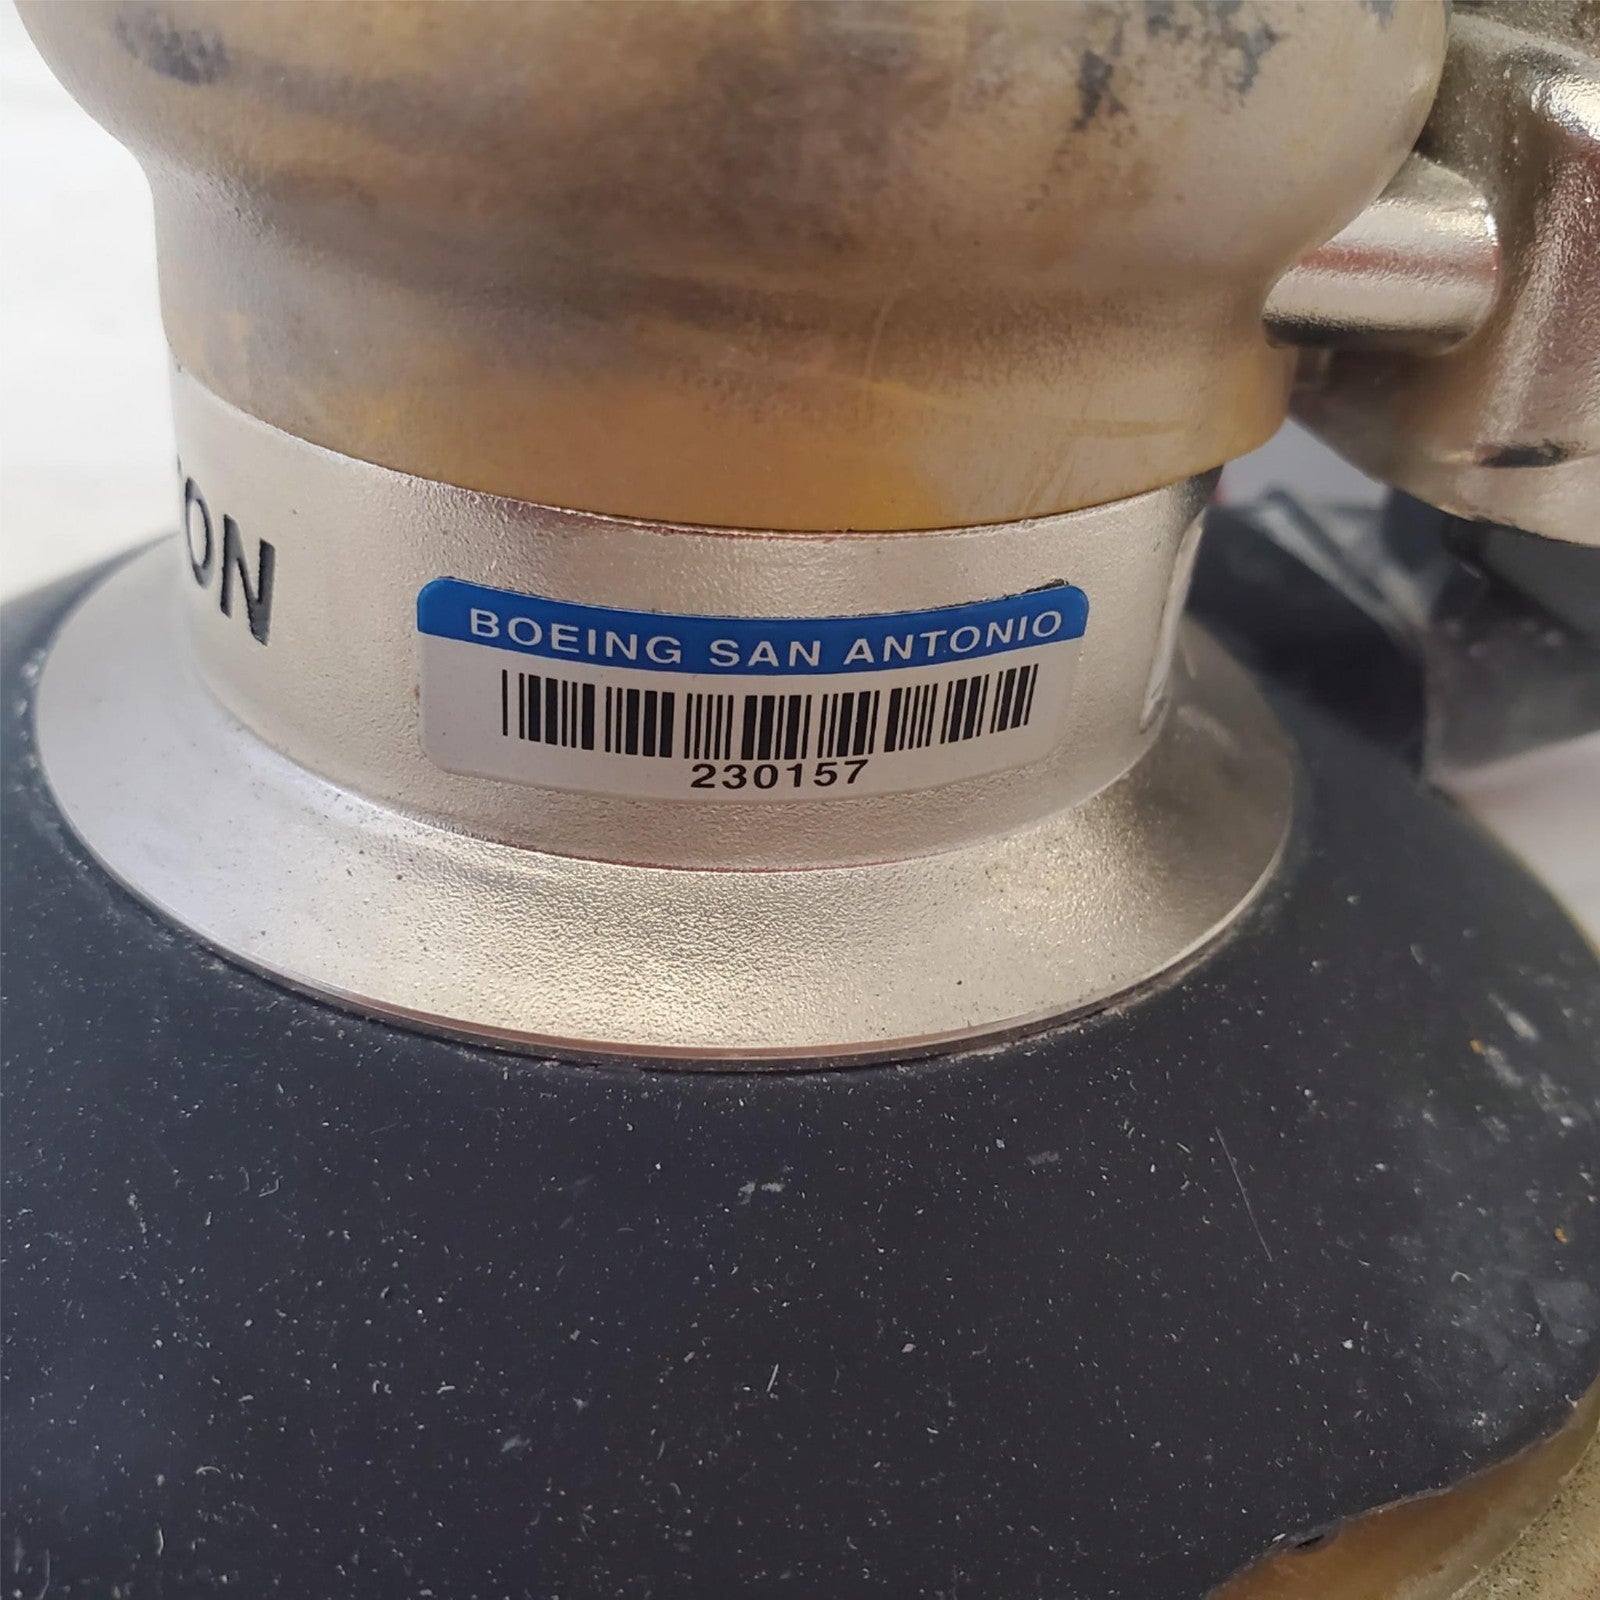 ON
BOEING SAN ANTONIO
230157